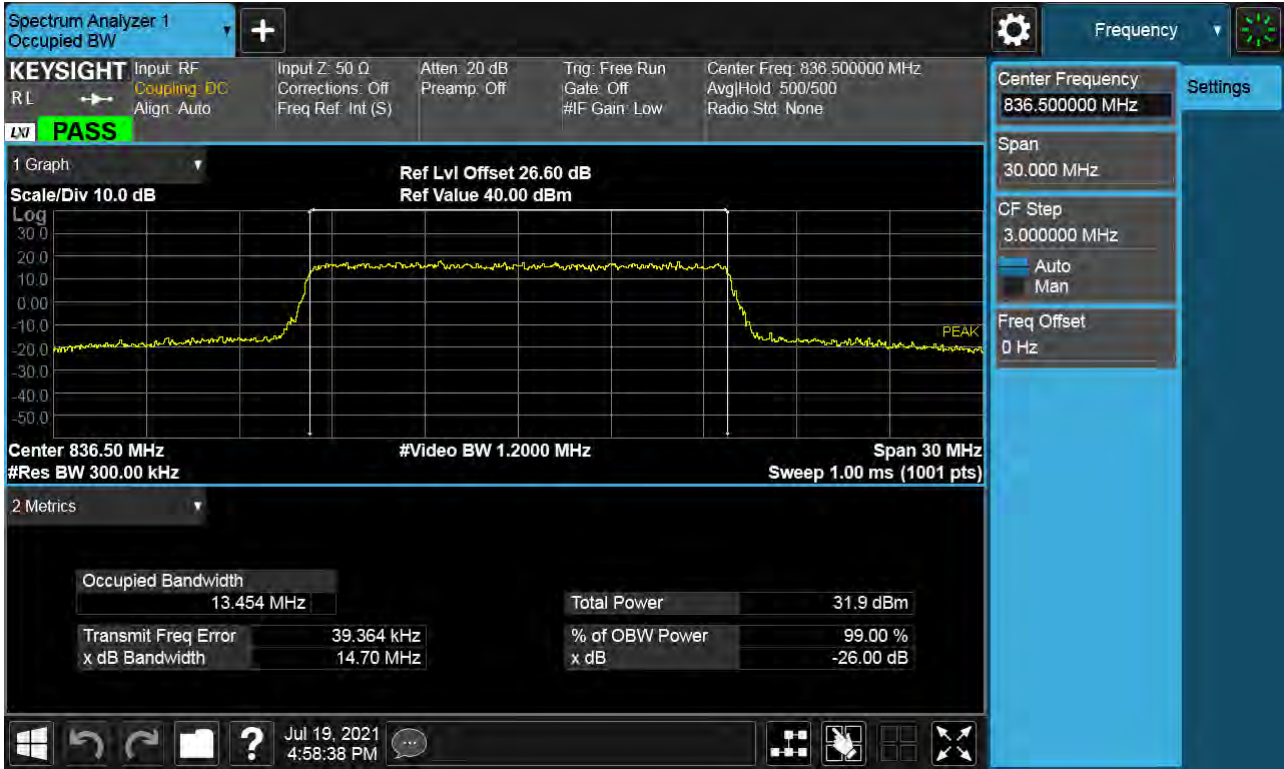 Spectrum Analyzer 1
Occupied BW
+
Frequency
KEYSIGHT
RL
LXI
PASS
Input: RF
Coupling: DC
Align: Auto
Input Z: 50 Ω
Corrections: Off
Freq Ref: Int (S)
Atten: 20 dB
Preamp: Off
Trig: Free Run
Gate: Off
#IF Gain: Low
Center Freq: 836.500000 MHz
Avg|Hold: 500/500
Radio Std: None
1 Graph
Scale/Div 10.0 dB
Ref Lvl Offset 26.60 dB
Ref Value 40.00 dBm
Log
30.0
20.0
10.0
0.00
-10.0
-20.0
-30.0
-40.0
-50.0
PEAK
Center 836.50 MHz
#Video BW 1.2000 MHz
Span 30 MHz
#Res BW 300.00 kHz
Sweep 1.00 ms (1001 pts)
2 Metrics
Occupied Bandwidth
13.454 MHz
Transmit Freq Error 39.364 kHz
x dB Bandwidth 14.70 MHz
Total Power 31.9 dBm
% of OBW Power 99.00 %
x dB -26.00 dB
Center Frequency
836.500000 MHz
Settings
Span
30.000 MHz
CF Step
3.000000 MHz
Auto
Man
Freq Offset
0 Hz
?
Jul 19, 2021
4:58:38 PM